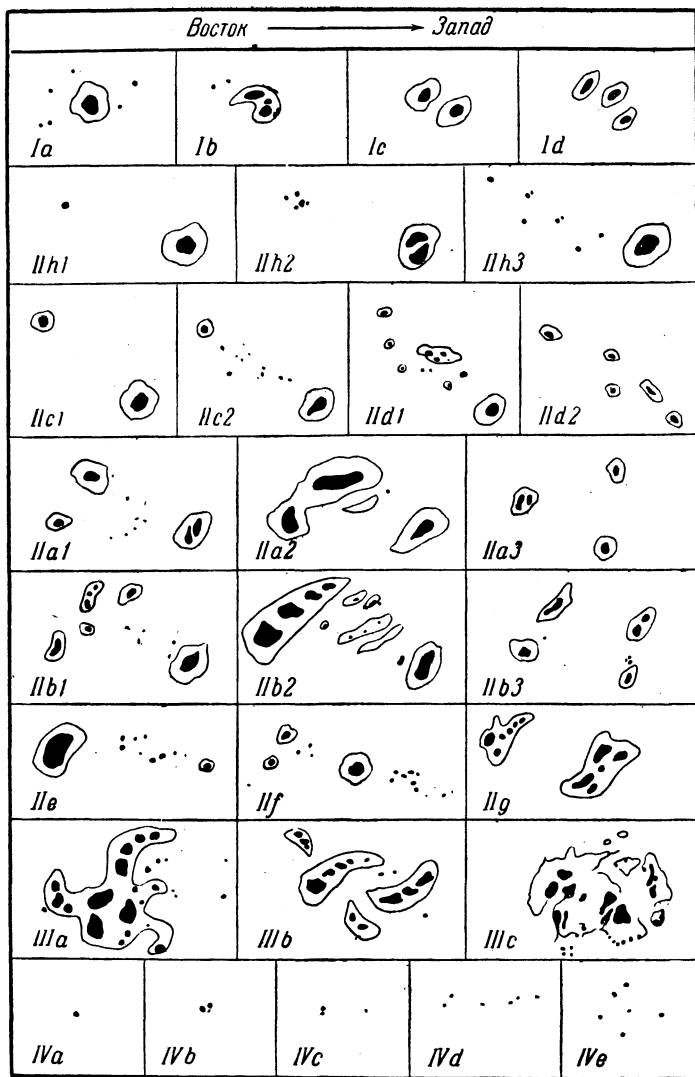 Восток → Запад
Ia Ib Ic Id
IIh1 IIh2 IIh3
IIc1 IIc2 IId1 IId2
IIa1 IIa2 IIa3
IIb1 IIb2 IIb3
IIe IIf IIg
IIIa IIIb IIIc
IVa IVb IVc IVd IVe